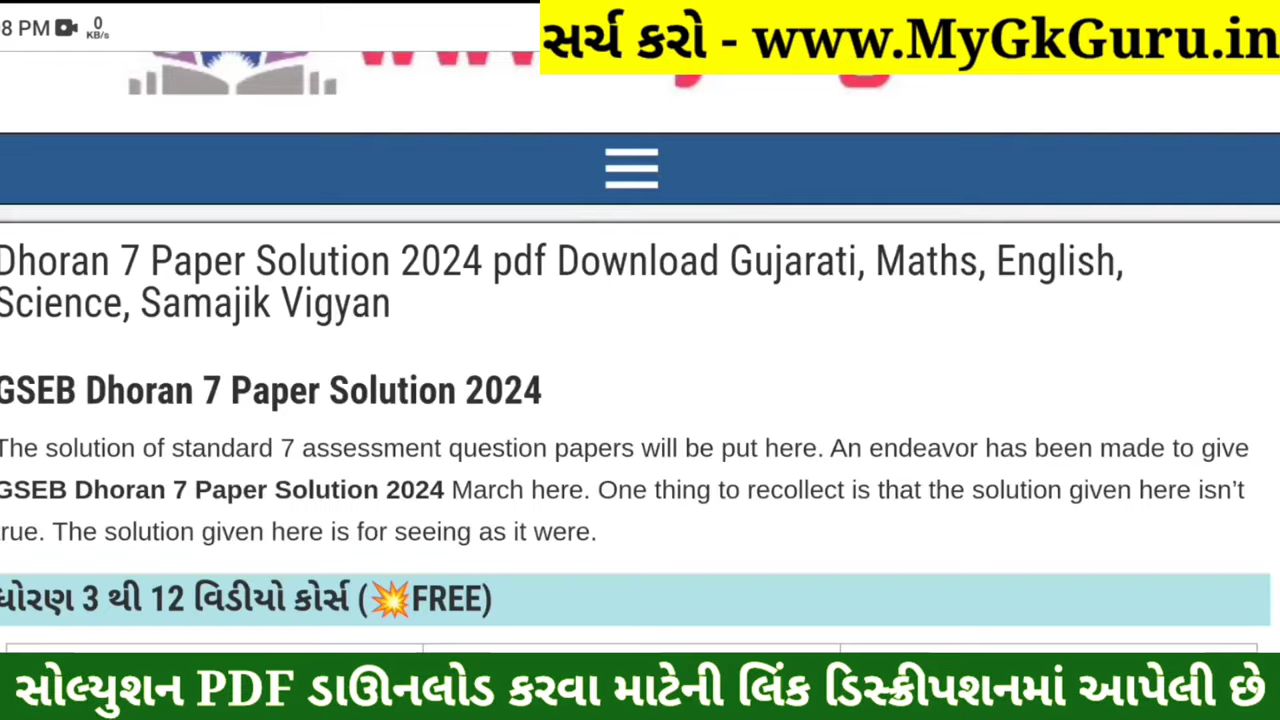 8 PM 0 KB/s
સર્ચ કરો - www.MyGkGuru.in
Dhoran 7 Paper Solution 2024 pdf Download Gujarati, Maths, English,
Science, Samajik Vigyan
GSEB Dhoran 7 Paper Solution 2024
The solution of standard 7 assessment question papers will be put here. An endeavor has been made to give
GSEB Dhoran 7 Paper Solution 2024 March here. One thing to recollect is that the solution given here isn’t
true. The solution given here is for seeing as it were.
ધોરણ 3 થી 12 વિડીયો કોર્સ (💥FREE)
સોલ્યુશન PDF ડાઊનલોડ કરવા માટેની લિંક ડિસ્ક્રીપશનમાં આપેલી છે